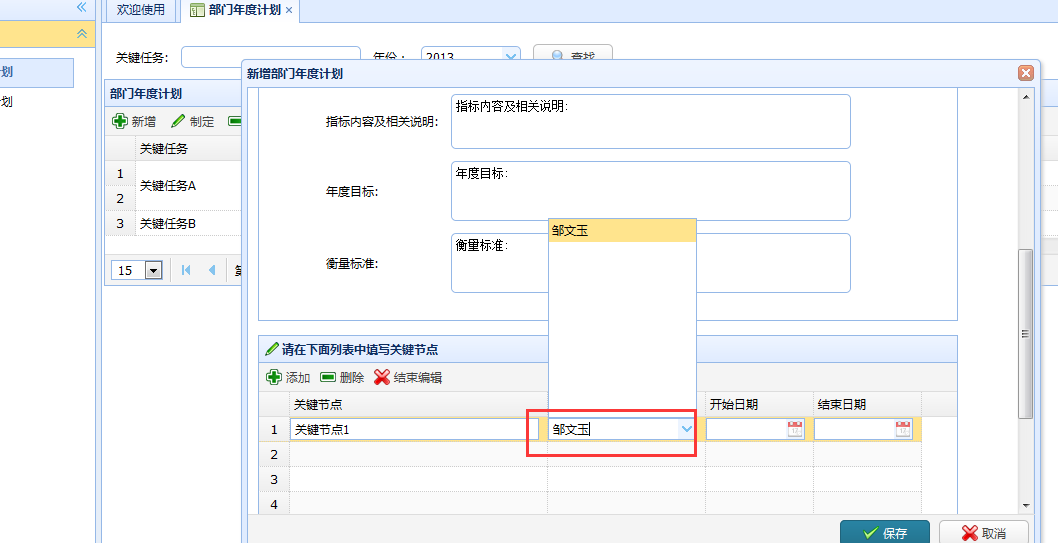 欢迎使用 部门年度计划
划
划
关键任务: 年份: 2013 查找
部门年度计划
新增 制定
关键任务
1
关键任务A
2
3 关键任务B
15
新增部门年度计划
指标内容及相关说明: 指标内容及相关说明:
年度目标: 年度目标:
衡量标准: 衡量标准:
邹文玉
请在下面列表中填写关键节点
添加 删除 结束编辑
关键节点 开始日期 结束日期
1 关键节点1 邹文玉
2
3
4
保存 取消